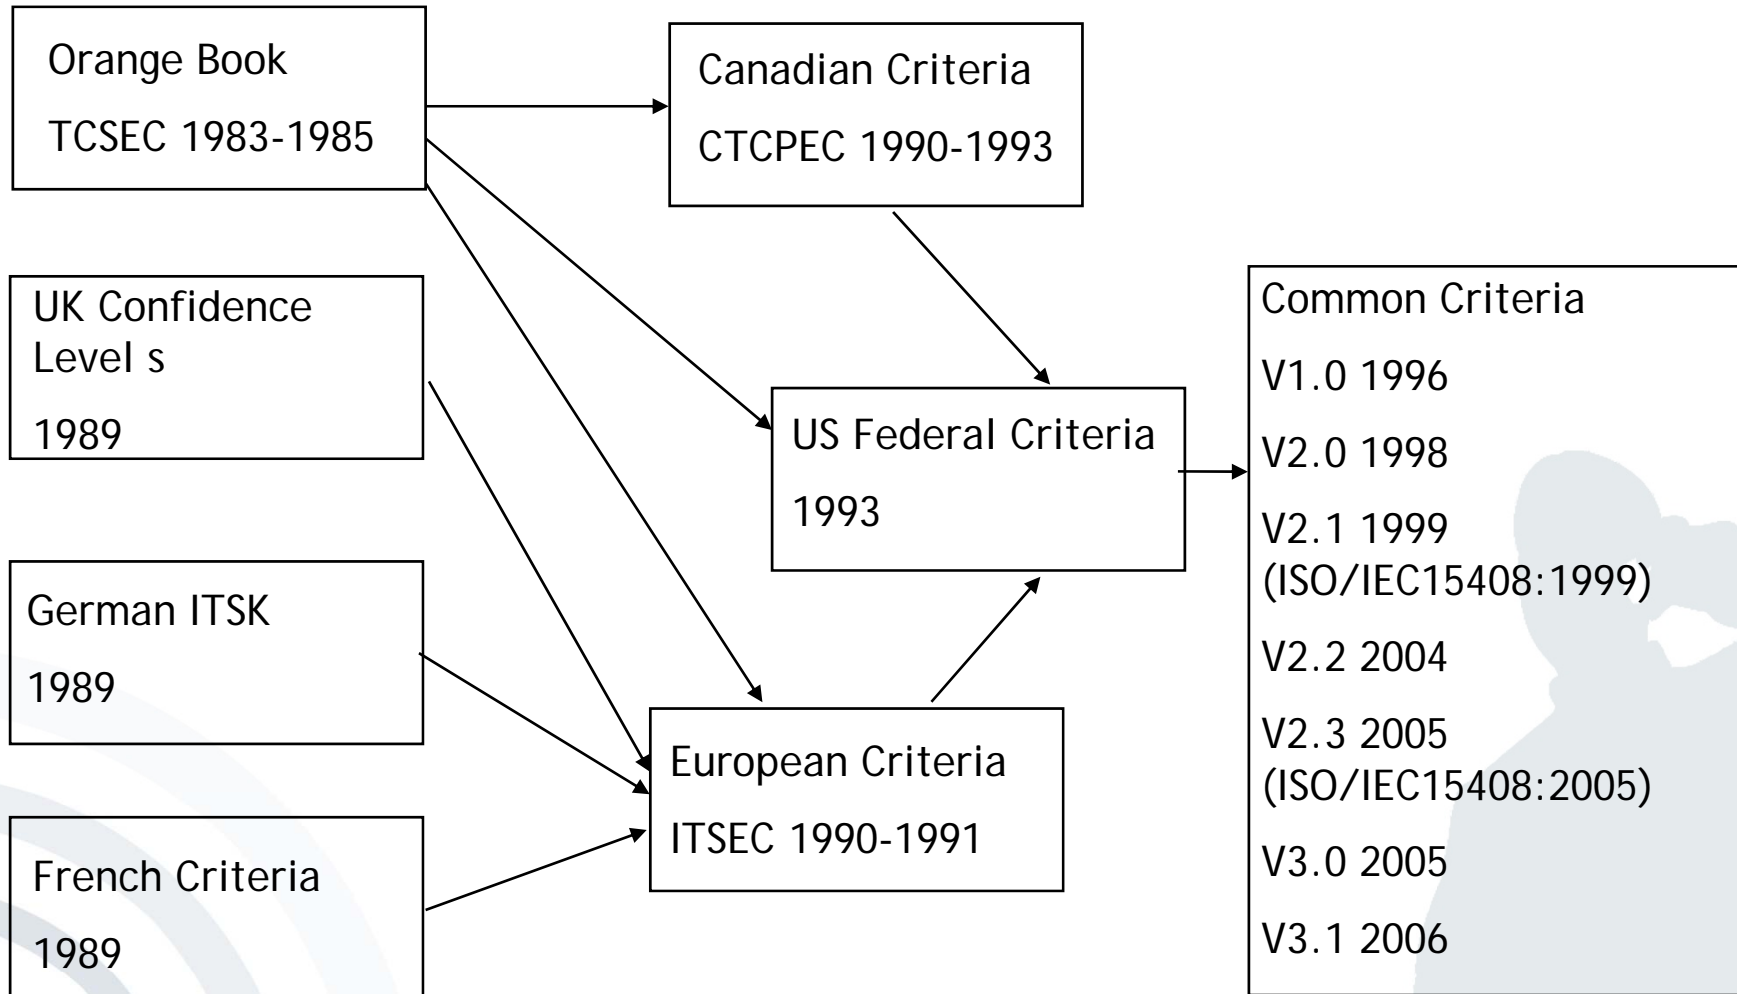 Orange Book
TCSEC 1983-1985
Canadian Criteria
CTCPEC 1990-1993
UK Confidence
Level s
1989
Common Criteria
V1.0 1996
V2.0 1998
V2.1 1999
(ISO/IEC15408:1999)
V2.2 2004
V2.3 2005
(ISO/IEC15408:2005)
V3.0 2005
V3.1 2006
US Federal Criteria
1993
German ITSK
1989
European Criteria
ITSEC 1990-1991
French Criteria
1989